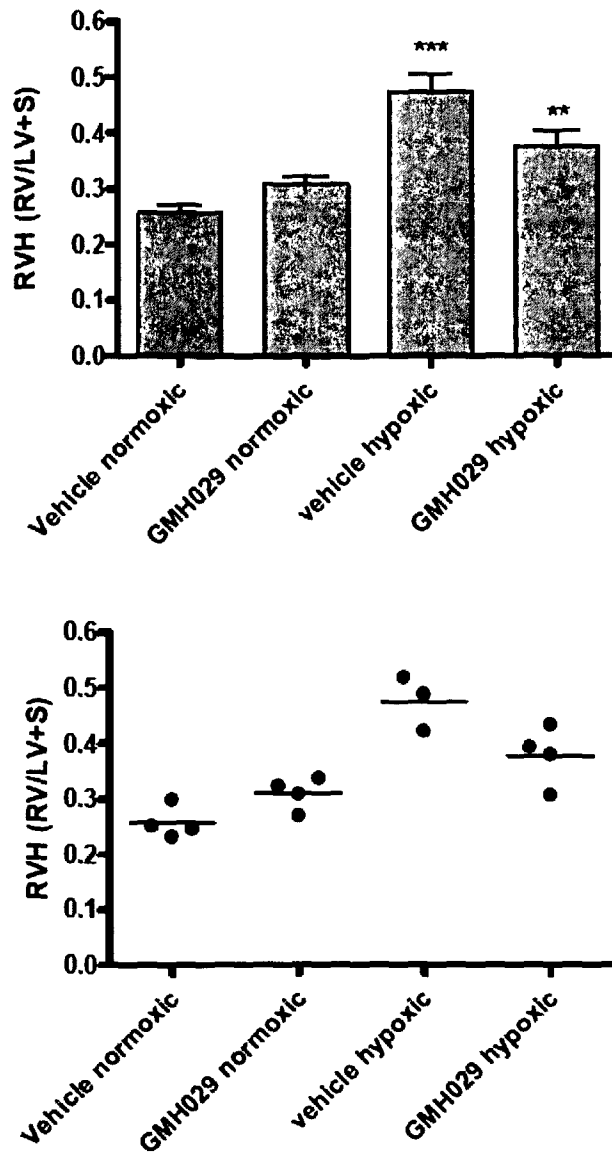 0.6
0.5
0.4
0.3
0.2
0.1
0.0
RVH (RV/LV+S)
***
**
Vehicle normoxic
GMH029 normoxic
vehicle hypoxic
GMH029 hypoxic
0.6
0.5
0.4
0.3
0.2
0.1
0.0
RVH (RV/LV+S)
Vehicle normoxic
GMH029 normoxic
vehicle hypoxic
GMH029 hypoxic